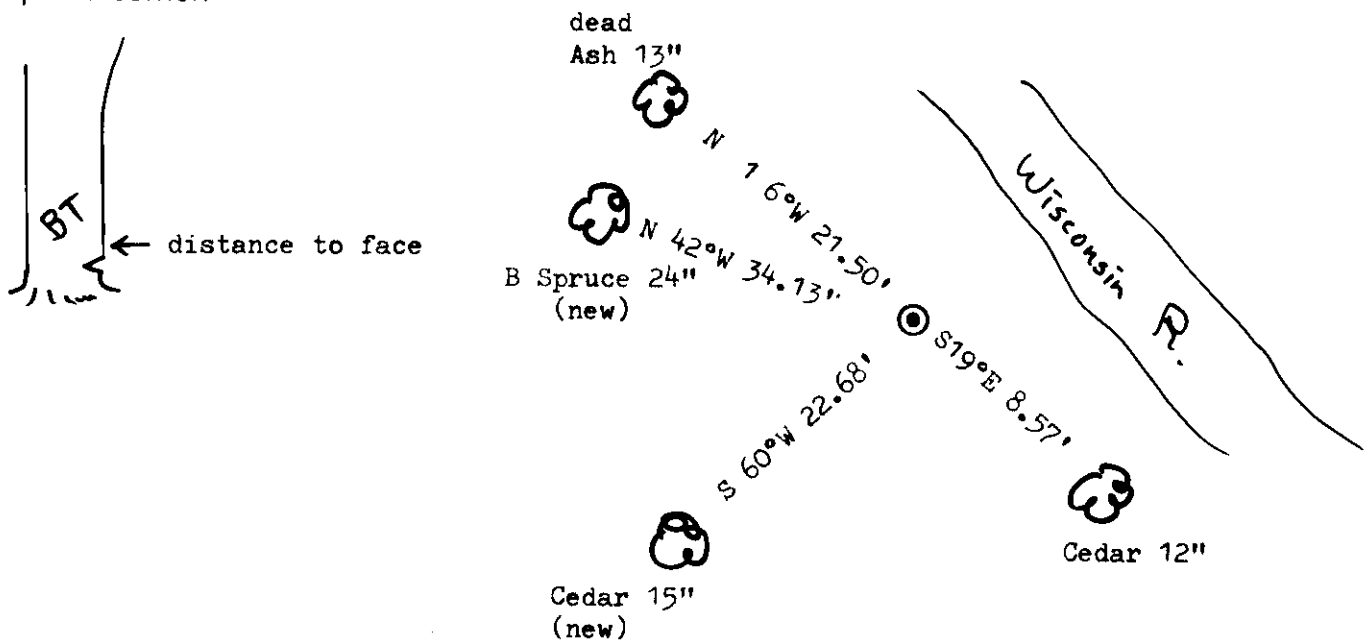 dead
Ash 13"
N 16°W 21.50'
N 42°W 34.13'
B Spruce 24"
(new)
BT
← distance to face
Wisconsin R.
S19°E 8.57'
S 60°W 22.68'
Cedar 12"
Cedar 15"
(new)